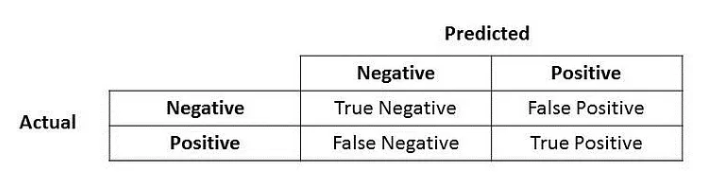 Predicted
Negative Positive
Actual
Negative True Negative False Positive
Positive False Negative True Positive